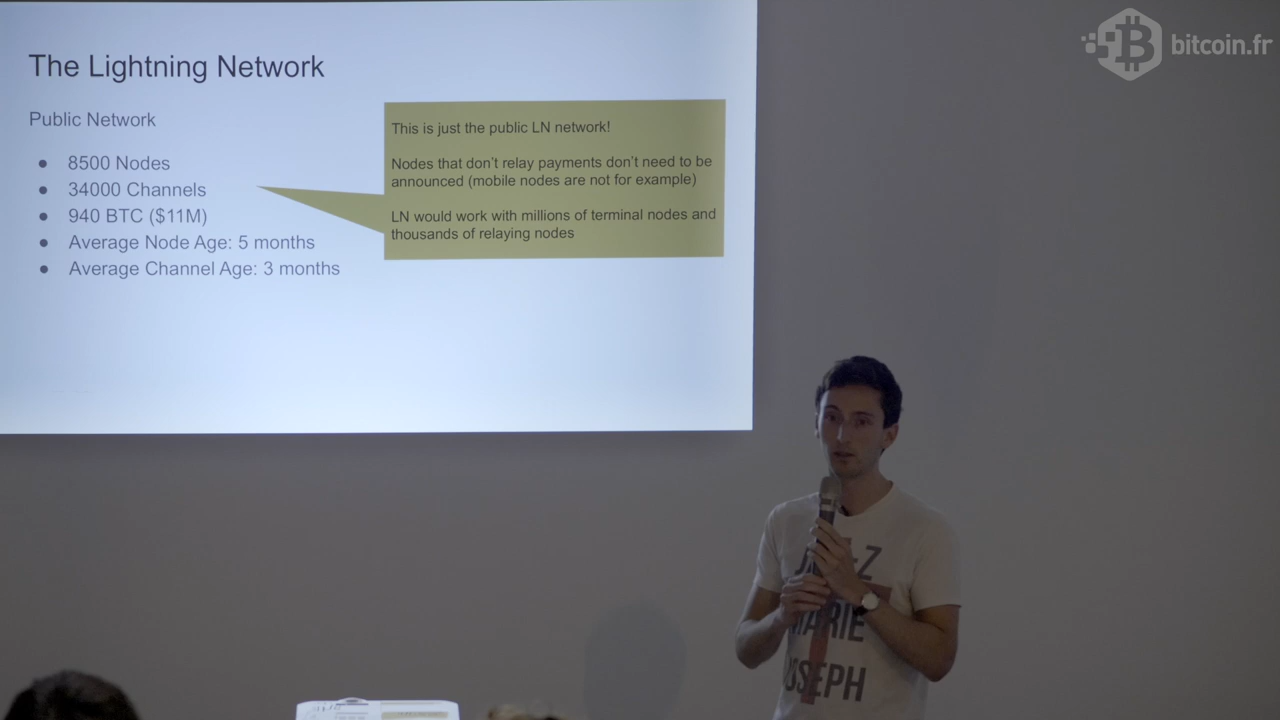 bitcoin.fr
The Lightning Network
Public Network
● 8500 Nodes
● 34000 Channels
● 940 BTC ($11M)
● Average Node Age: 5 months
● Average Channel Age: 3 months
This is just the public LN network!
Nodes that don't relay payments don't need to be
announced (mobile nodes are not for example)
LN would work with millions of terminal nodes and
thousands of relaying nodes
MARIE